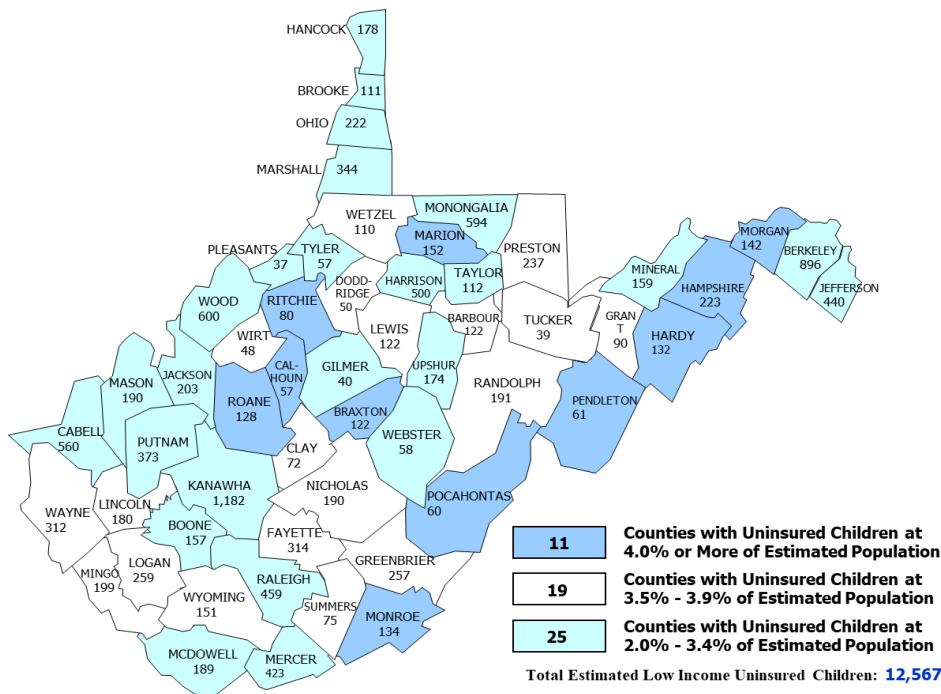 HANCOCK
178
BROOKE
111
OHIO
222
MARSHALL
344
WETZEL
110
MONONGALIA
594
MARION
152
PRESTON
237
PLEASANTS
37
TYLER
57
DODD-
RIDGE
50
HARRISON
500
TAYLOR
112
MINERAL
159
MORGAN
142
BERKELEY
896
JEFFERSON
440
HAMPSHIRE
223
WOOD
600
RITCHIE
80
BARBOUR
122
TUCKER
39
GRAN
T
90
HARDY
132
WIRT
48
LEWIS
122
CAL-
HOUN
57
GILMER
40
UPSHUR
174
RANDOLPH
191
PENDLETON
61
MASON
190
JACKSON
203
ROANE
128
BRAXTON
122
WEBSTER
58
CABELL
560
PUTNAM
373
CLAY
72
KANAWHA
1,182
NICHOLAS
190
POCAHONTAS
60
WAYNE
312
LINCOLN
180
BOONE
157
FAYETTE
314
GREENBRIER
257
MINGO
199
LOGAN
259
WYOMING
151
RALEIGH
459
SUMMERS
75
MONROE
134
MCDOWELL
189
MERCER
423
11
Counties with Uninsured Children at
4.0% or More of Estimated Population
19
Counties with Uninsured Children at
3.5% - 3.9% of Estimated Population
25
Counties with Uninsured Children at
2.0% - 3.4% of Estimated Population
Total Estimated Low Income Uninsured Children: 12,567